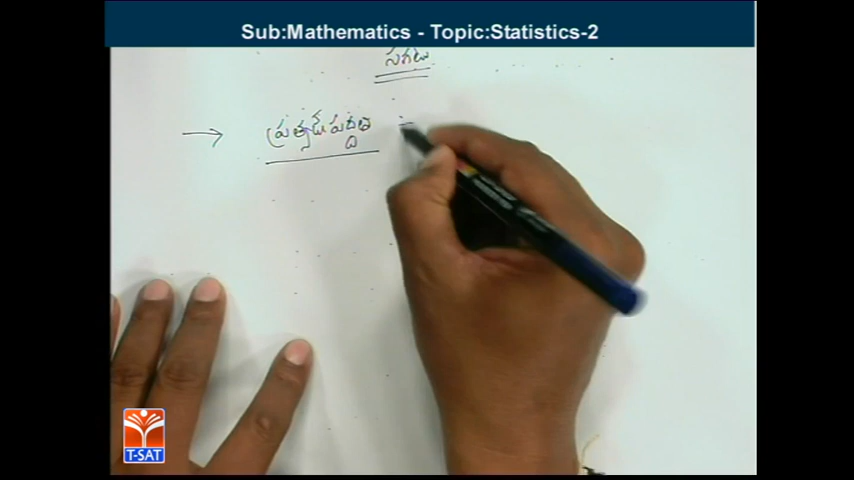 Sub:Mathematics - Topic:Statistics-2
సగటు
→ ప్రత్యక్ష పద్ధతి
T-SAT